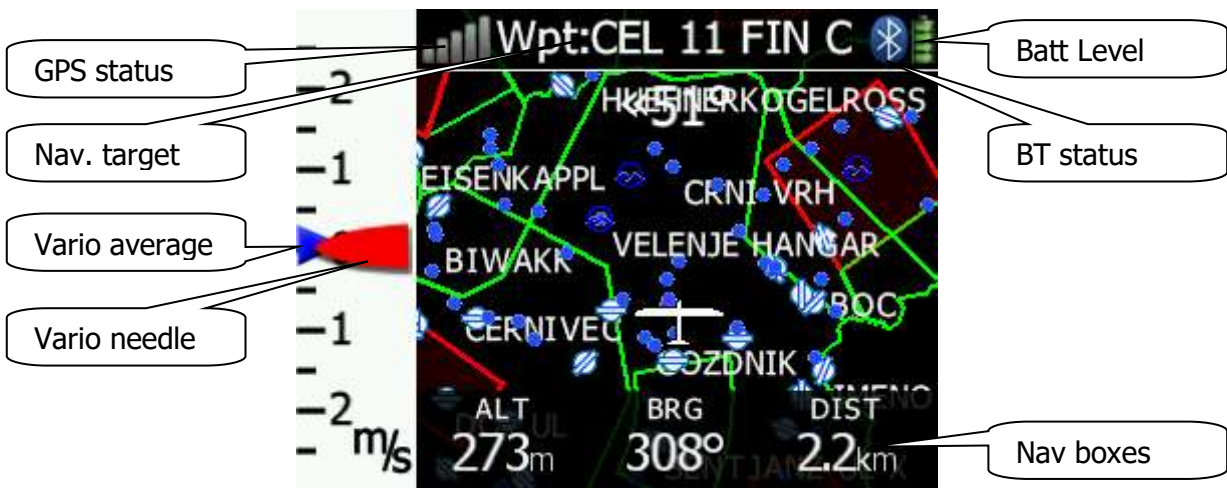 GPS status
Nav. target
Vario average
Vario needle
2
1
1
2
m/s
Wpt:CEL 11 FIN C
HUEHNERKOGELROSS
«51°
EISENKAPPL
CRNI VRH
VELENJE HANGAR
BIWAKK
BOC
CERNIVEC
GOZDNIK
ALT
BRG
DIST
273m
308°
2.2km
Batt Level
BT status
Nav boxes